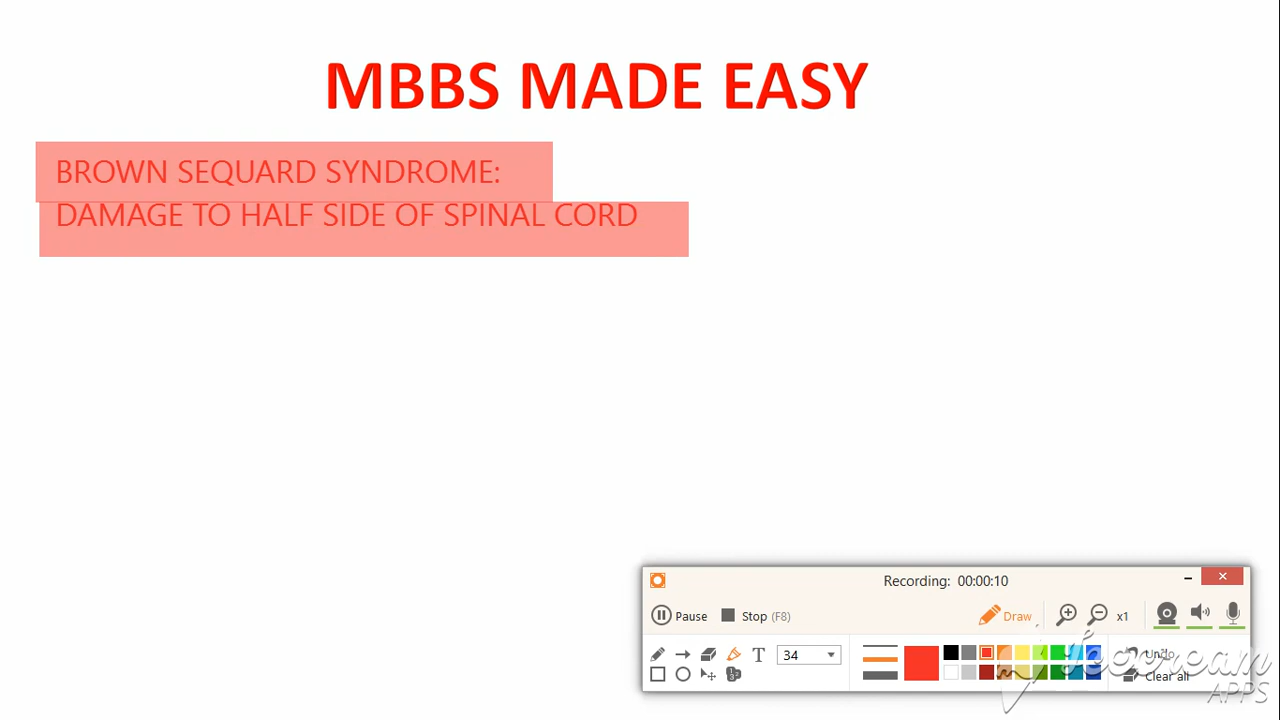 MBBS MADE EASY
BROWN SEQUARD SYNDROME:
DAMAGE TO HALF SIDE OF SPINAL CORD
Recording: 00:00:10
Pause Stop (F8) Draw x1
T 34 Undo
Clear all
Icecream
APPS